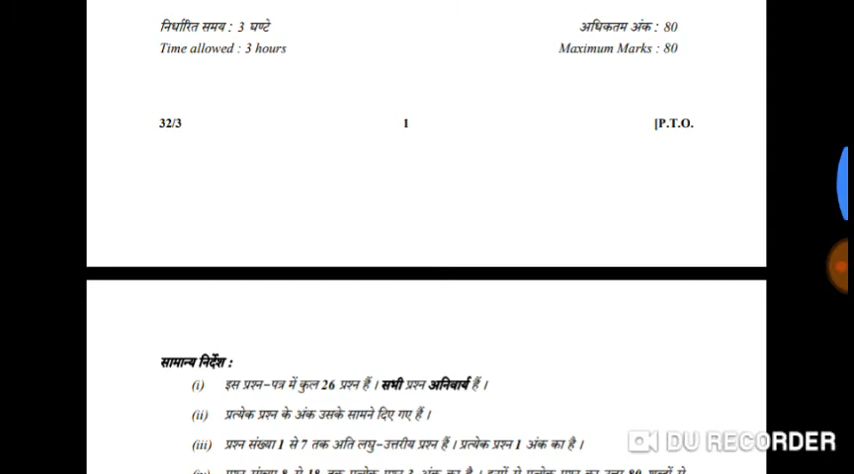 निर्धारित समय : 3 घण्टे अधिकतम अंक : 80
Time allowed : 3 hours Maximum Marks : 80
32/3 1 [P.T.O.
सामान्य निर्देश :
(i) इस प्रश्न-पत्र में कुल 26 प्रश्न हैं । सभी प्रश्न अनिवार्य हैं ।
(ii) प्रत्येक प्रश्न के अंक उसके सामने दिए गए हैं ।
(iii) प्रश्न संख्या 1 से 7 तक अति लघु-उत्तरीय प्रश्न हैं । प्रत्येक प्रश्न 1 अंक का है ।
DU RECORDER